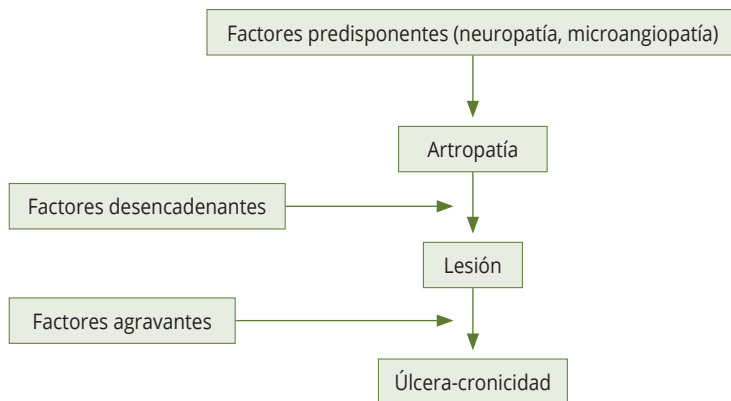 Factores predisponentes (neuropatía, microangiopatía)
Artropatía
Factores desencadenantes
Lesión
Factores agravantes
Úlcera-cronicidad